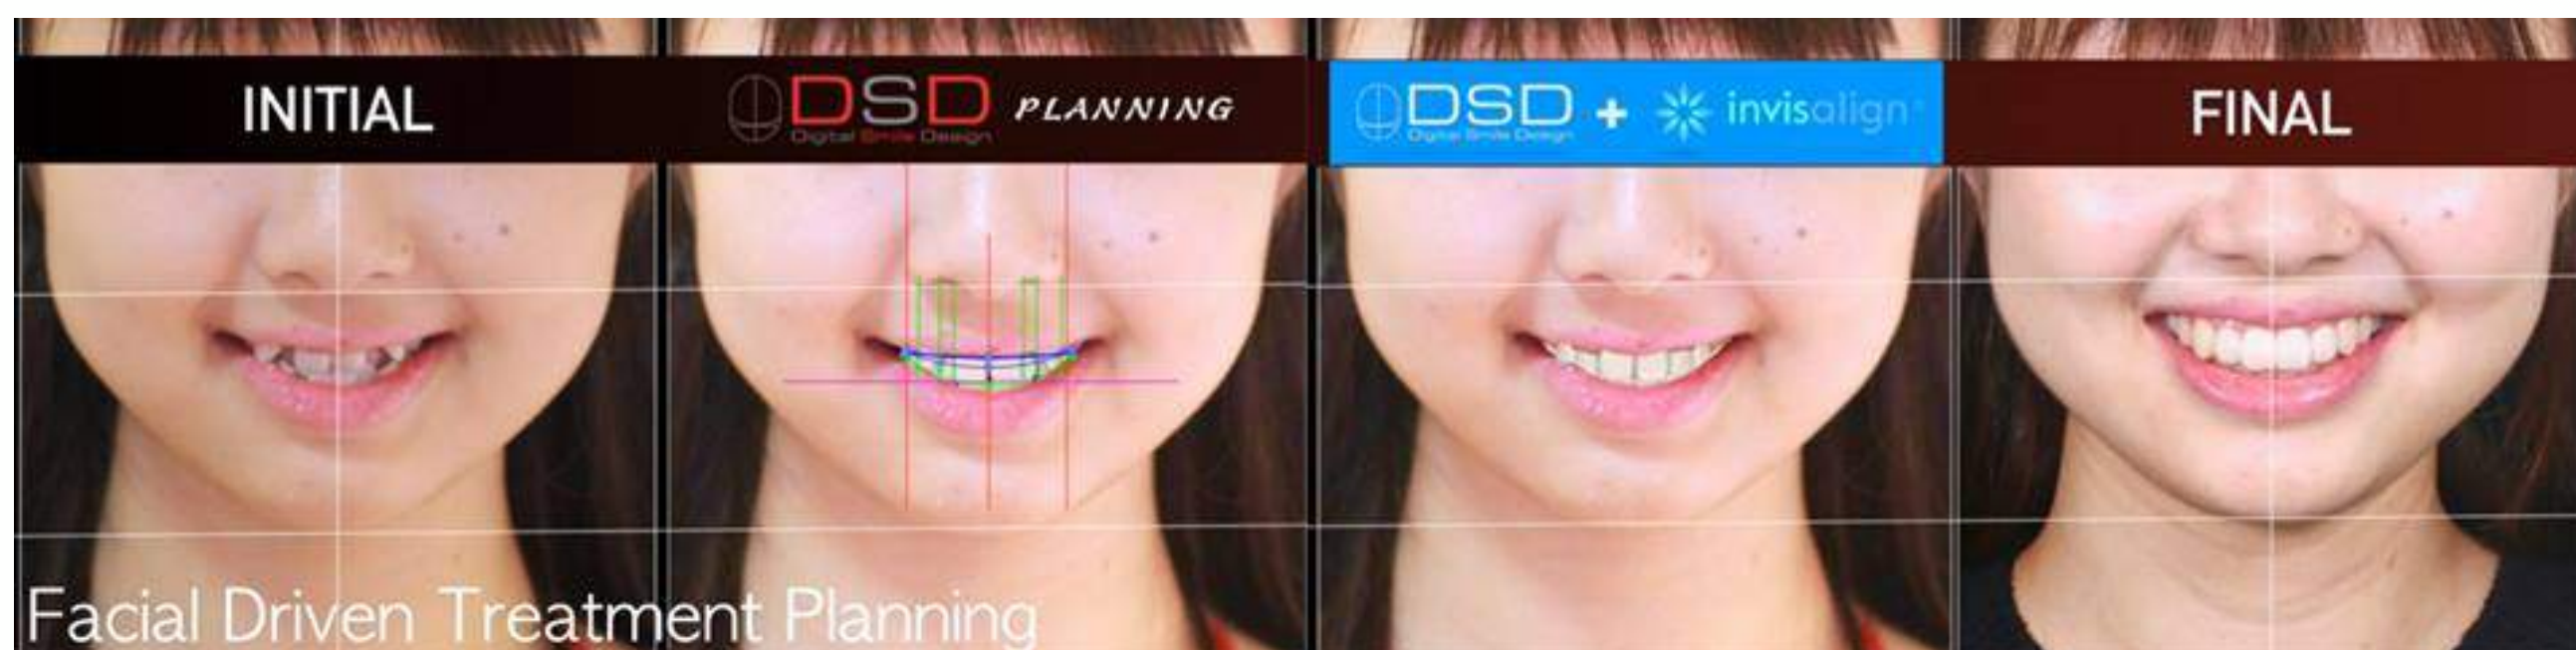 INITIAL
DSD PLANNING
Digital Smile Design
DSD + invisalign
Digital Smile Design
FINAL
Facial Driven Treatment Planning